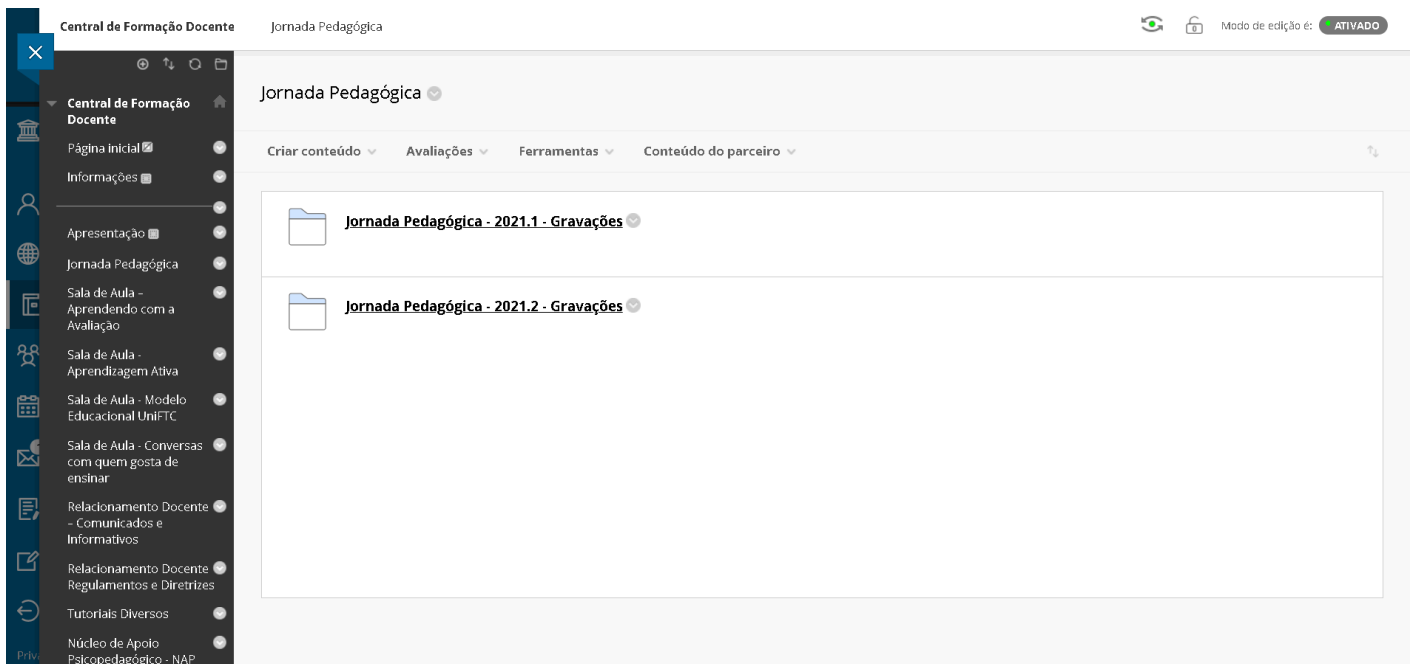 Central de Formação Docente
Jornada Pedagógica
Modo de edição é:
ATIVADO
Central de Formação
Docente
Página inicial
Informações
Apresentação
Jornada Pedagógica
Sala de Aula –
Aprendendo com a
Avaliação
Sala de Aula -
Aprendizagem Ativa
Sala de Aula - Modelo
Educacional UniFTC
Sala de Aula - Conversas
com quem gosta de
ensinar
Relacionamento Docente
– Comunicados e
Informativos
Relacionamento Docente
Regulamentos e Diretrizes
Tutoriais Diversos
Núcleo de Apoio
Psicopedagógico - NAP
Jornada Pedagógica
Criar conteúdo
Avaliações
Ferramentas
Conteúdo do parceiro
Jornada Pedagógica - 2021.1 - Gravações
Jornada Pedagógica - 2021.2 - Gravações